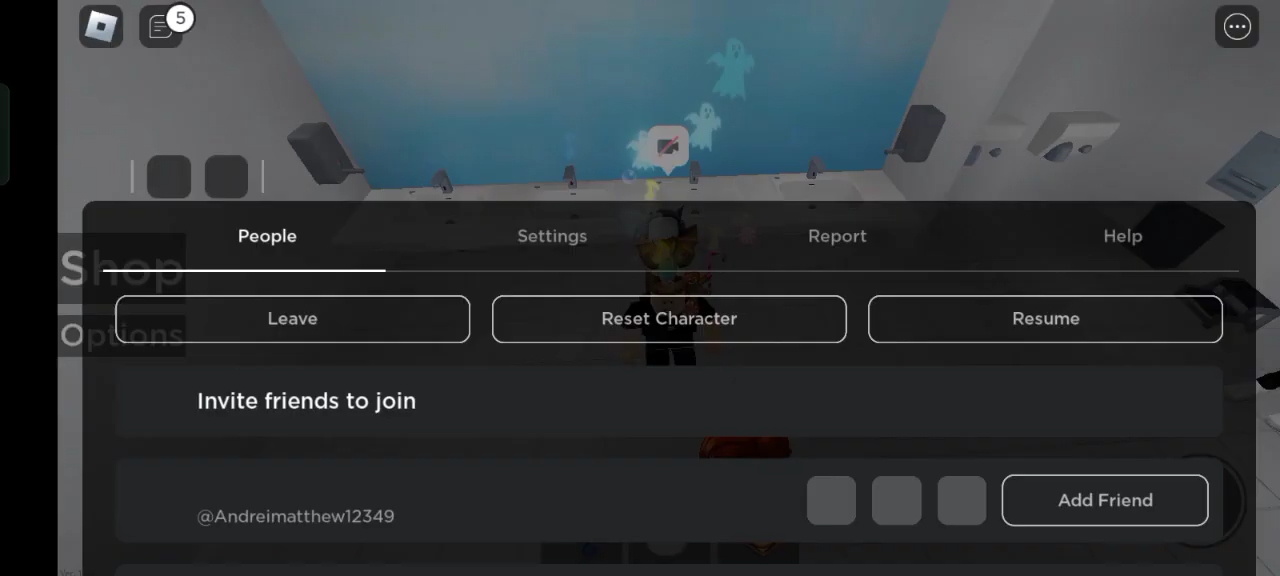 5
People
Settings
Report
Help
Shop
Leave
Reset Character
Resume
Options
Invite friends to join
@Andreimatthew12349
Add Friend